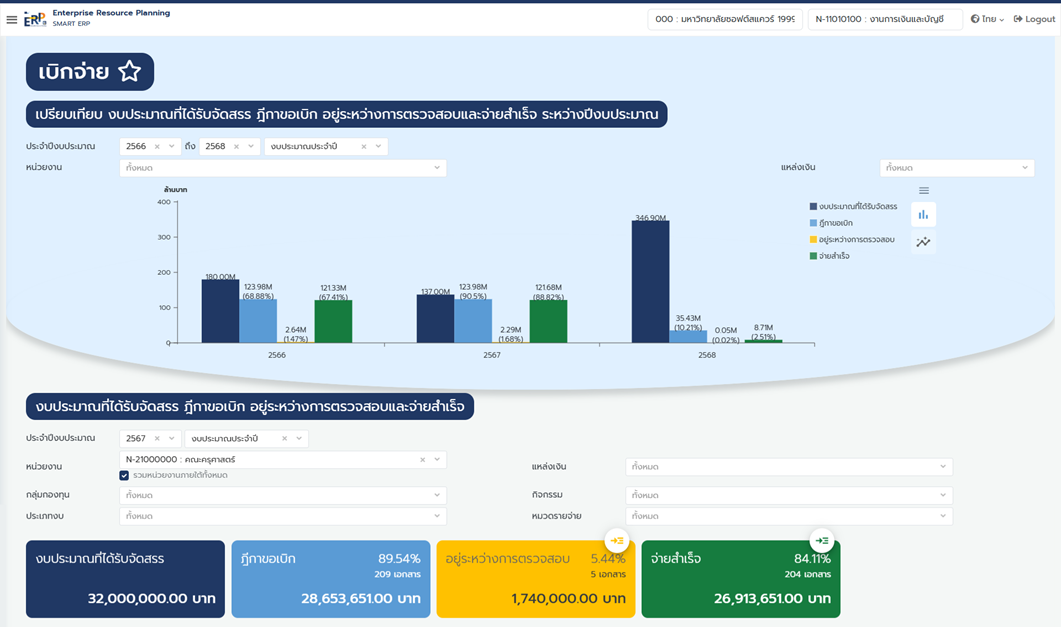 Enterprise Resource Planning
SMART ERP
000 : มหาวิทยาลัยซอฟต์สแควร์ 1999
N-11010100 : งานการเงินและบัญชี
ไทย
Logout
เบิกจ่าย
เปรียบเทียบ งบประมาณที่ได้รับจัดสรร ฎีกาขอเบิก อยู่ระหว่างการตรวจสอบและจ่ายสำเร็จ ระหว่างปีงบประมาณ
ประจำปีงบประมาณ 2566 ถึง 2568 งบประมาณประจำปี
หน่วยงาน ทั้งหมด แหล่งเงิน ทั้งหมด
ล้านบาท
400
300
200
100
0
งบประมาณที่ได้รับจัดสรร
ฎีกาขอเบิก
อยู่ระหว่างการตรวจสอบ
จ่ายสำเร็จ
180.00M
123.98M
(68.88%)
2.64M
(1.47%)
121.33M
(67.41%)
137.00M
123.98M
(90.5%)
2.29M
(1.68%)
121.68M
(88.82%)
346.90M
35.43M
(10.21%)
0.05M
(0.02%)
8.71M
(2.51%)
2566 2567 2568
งบประมาณที่ได้รับจัดสรร ฎีกาขอเบิก อยู่ระหว่างการตรวจสอบและจ่ายสำเร็จ
ประจำปีงบประมาณ 2567 งบประมาณประจำปี
หน่วยงาน N-21000000 : คณะครุศาสตร์ แหล่งเงิน ทั้งหมด
รวมหน่วยงานภายใต้ทั้งหมด
กลุ่มกองทุน ทั้งหมด กิจกรรม ทั้งหมด
ประเภทงบ ทั้งหมด หมวดรายจ่าย ทั้งหมด
งบประมาณที่ได้รับจัดสรร
32,000,000.00 บาท
ฎีกาขอเบิก 89.54%
209 เอกสาร
28,653,651.00 บาท
อยู่ระหว่างการตรวจสอบ 5.44%
5 เอกสาร
1,740,000.00 บาท
จ่ายสำเร็จ 84.11%
204 เอกสาร
26,913,651.00 บาท